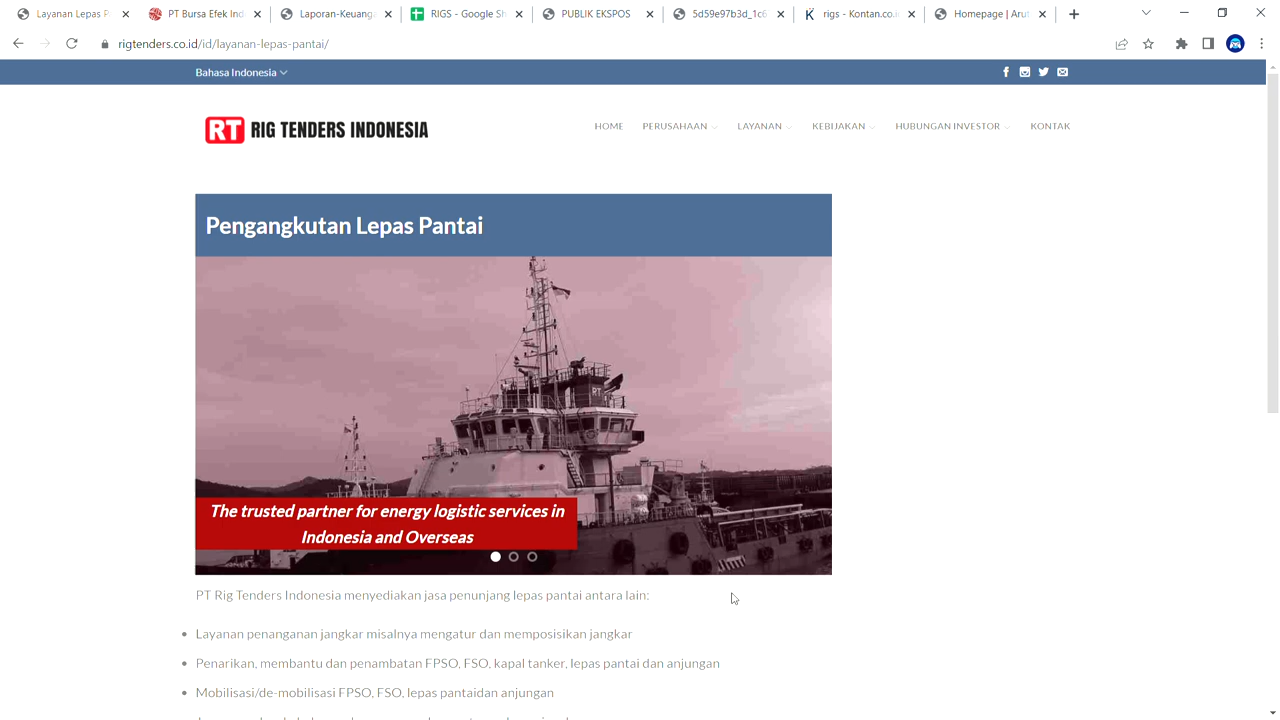 Layanan Lepas P
PT Bursa Efek Ind
Laporan-Keuanga
RIGS - Google Sh
PUBLIK EKSPOS
5d59e97b3d_1c6
rigs - Kontan.co.i
Homepage | Arut
rigtenders.co.id/id/layanan-lepas-pantai/
Bahasa Indonesia
RT RIG TENDERS INDONESIA
HOME PERUSAHAAN LAYANAN KEBIJAKAN HUBUNGAN INVESTOR KONTAK
Pengangkutan Lepas Pantai
RT
The trusted partner for energy logistic services in
Indonesia and Overseas
PT Rig Tenders Indonesia menyediakan jasa penunjang lepas pantai antara lain:
Layanan penanganan jangkar misalnya mengatur dan memposisikan jangkar
Penarikan, membantu dan penambatan FPSO, FSO, kapal tanker, lepas pantai dan anjungan
Mobilisasi/de-mobilisasi FPSO, FSO, lepas pantaidan anjungan